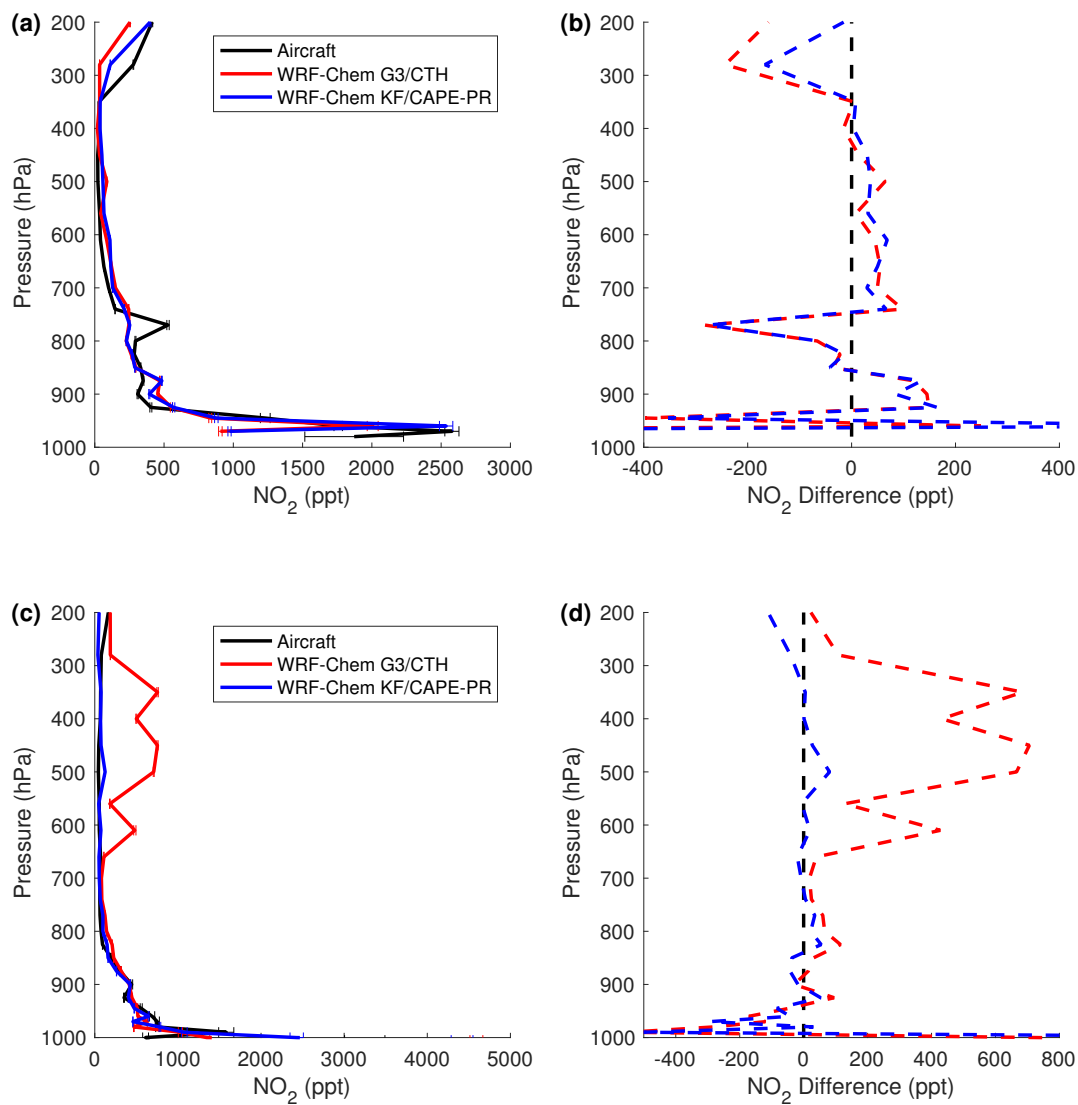 (a)
200
300
400
500
600
700
800
900
1000
Pressure (hPa)
Aircraft
WRF-Chem G3/CTH
WRF-Chem KF/CAPE-PR
0 500 1000 1500 2000 2500 3000
NO2 (ppt)
(b)
200
300
400
500
600
700
800
900
1000
Pressure (hPa)
-400 -200 0 200 400
NO2 Difference (ppt)
(c)
200
300
400
500
600
700
800
900
1000
Pressure (hPa)
Aircraft
WRF-Chem G3/CTH
WRF-Chem KF/CAPE-PR
0 1000 2000 3000 4000 5000
NO2 (ppt)
(d)
200
300
400
500
600
700
800
900
1000
Pressure (hPa)
-400 -200 0 200 400 600 800
NO2 Difference (ppt)